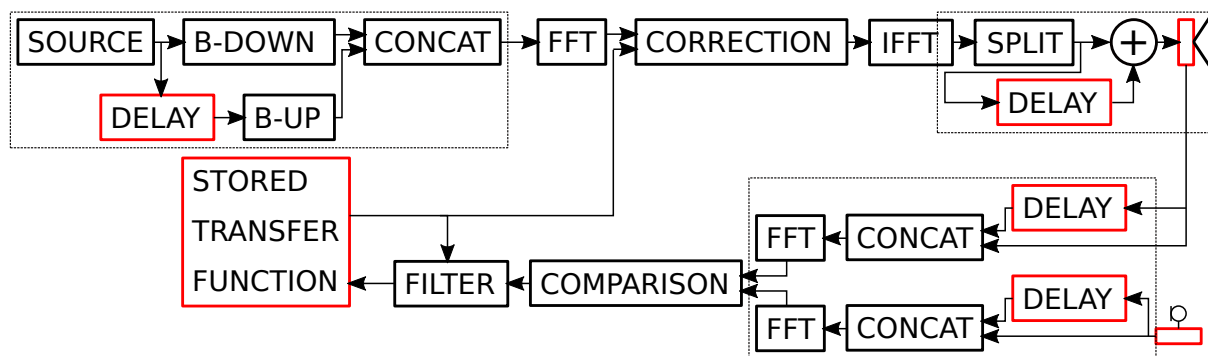 SOURCE
B-DOWN
CONCAT
FFT
CORRECTION
IFFT
SPLIT
+
DELAY
B-UP
DELAY
STORED
TRANSFER
FUNCTION
FILTER
COMPARISON
FFT
CONCAT
DELAY
FFT
CONCAT
DELAY